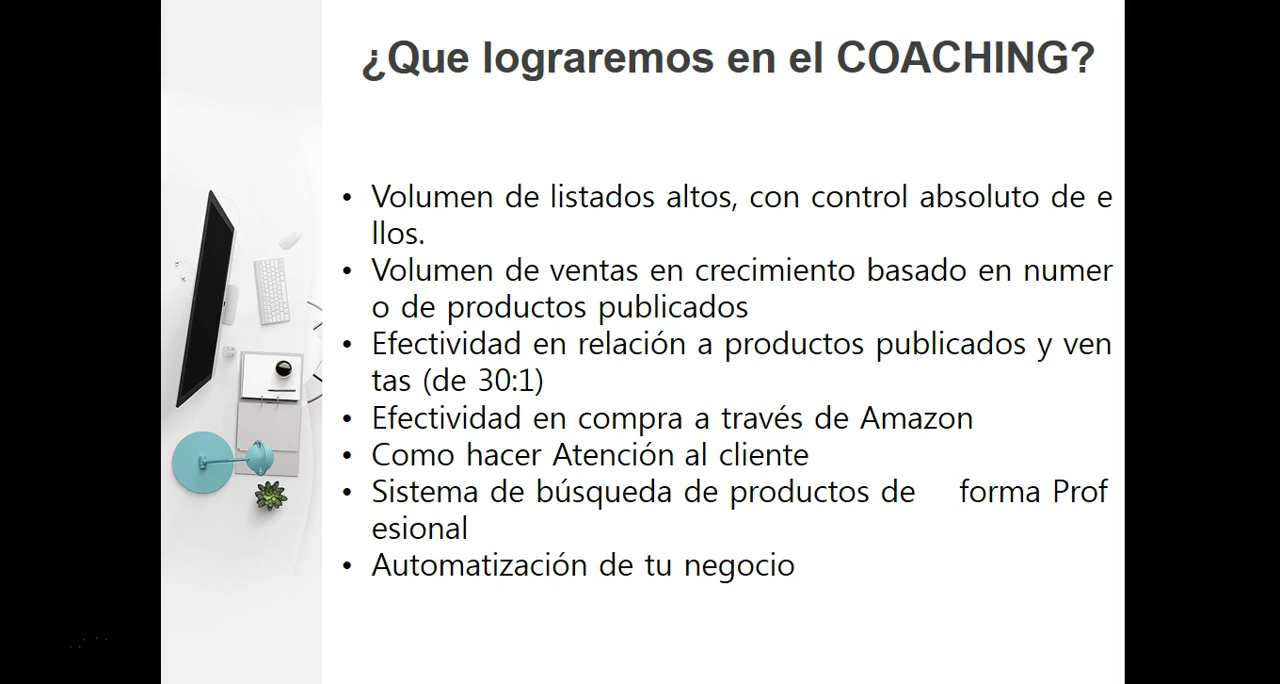 ¿Que lograremos en el COACHING?
• Volumen de listados altos, con control absoluto de e
llos.
• Volumen de ventas en crecimiento basado en numer
o de productos publicados
• Efectividad en relación a productos publicados y ven
tas (de 30:1)
• Efectividad en compra a través de Amazon
• Como hacer Atención al cliente
• Sistema de búsqueda de productos de    forma Prof
esional
• Automatización de tu negocio